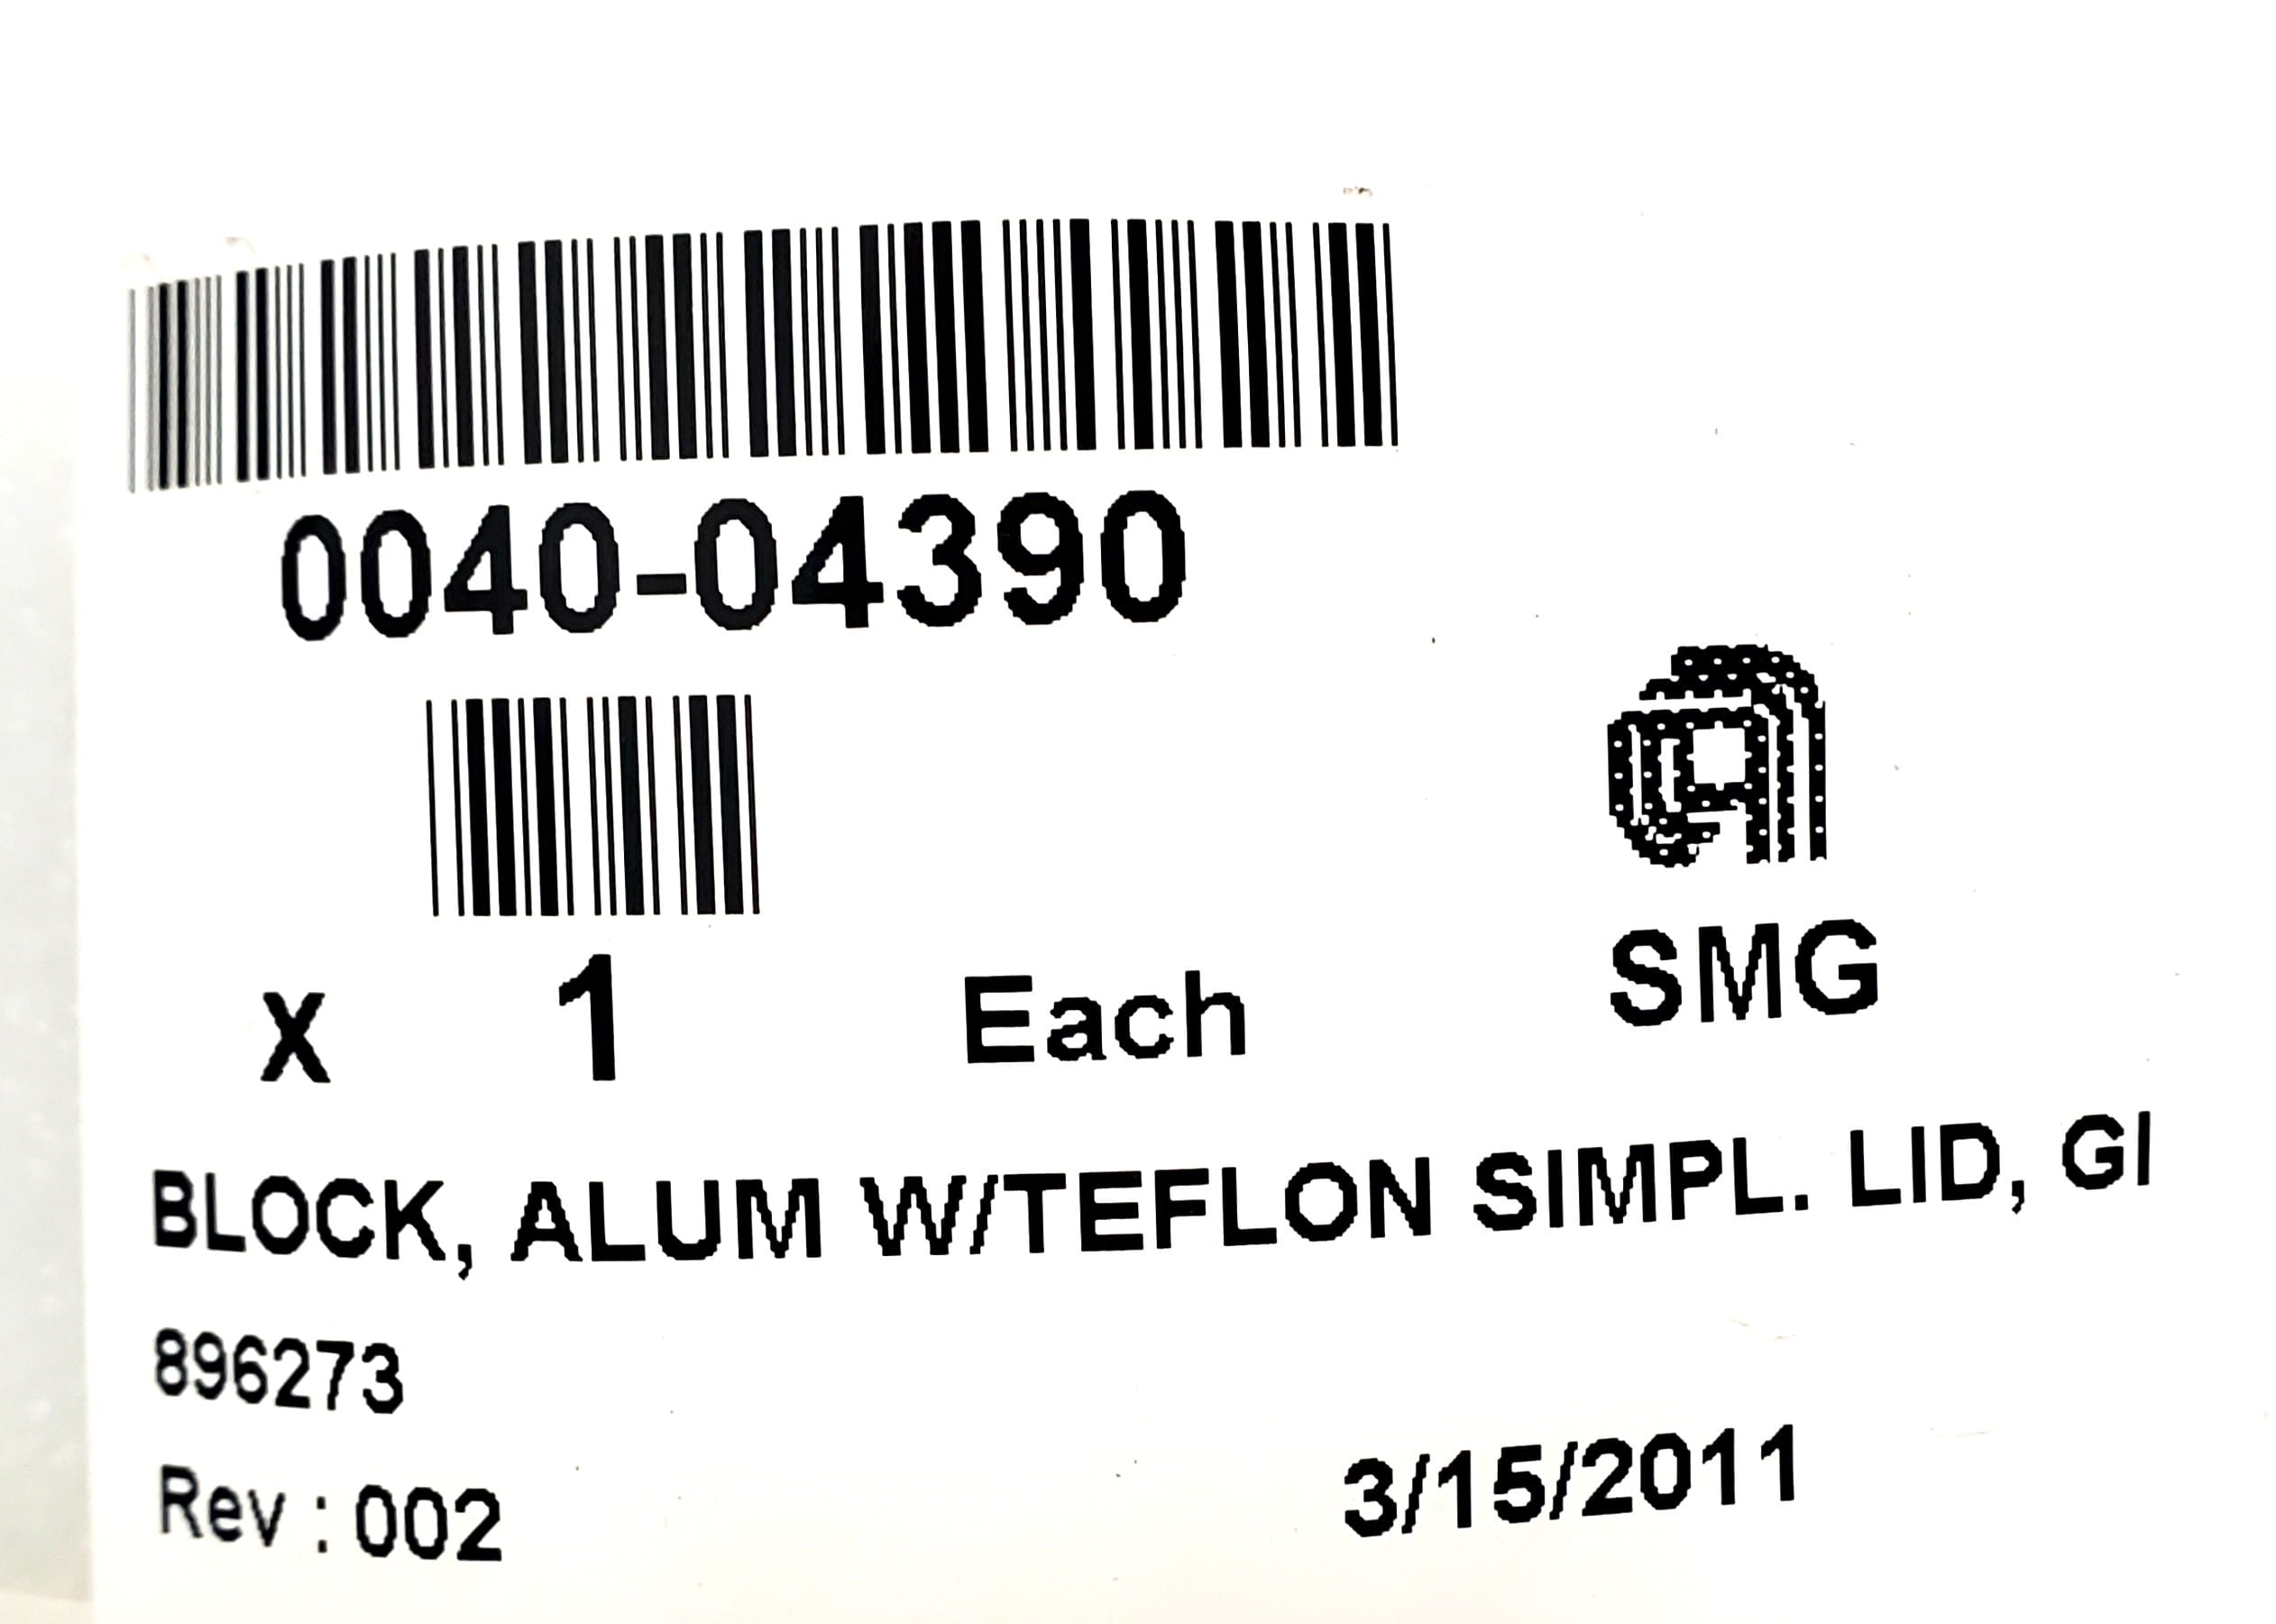 0040-04390
X 1 Each SMG
BLOCK, ALUM W/TEFLON SIMPL. LID, GI
896273
Rev : 002
3/15/2011